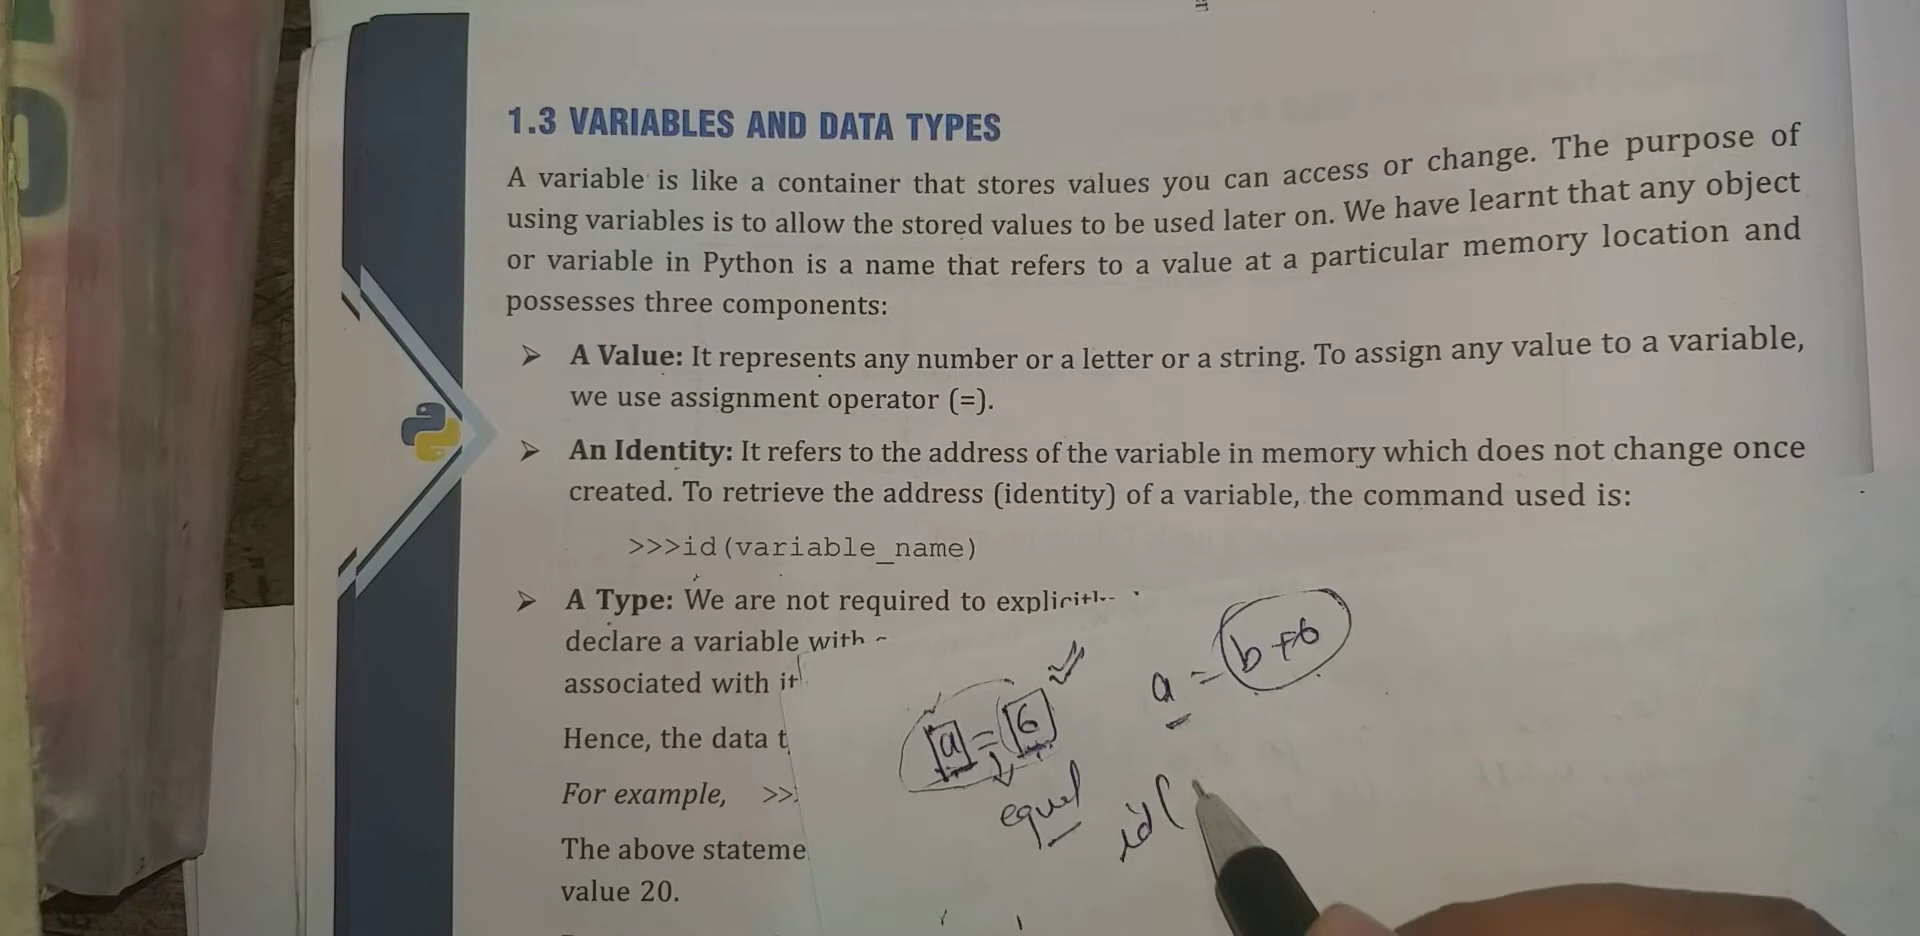 1.3 VARIABLES AND DATA TYPES
A variable is like a container that stores values you can access or change. The purpose of
using variables is to allow the stored values to be used later on. We have learnt that any object
or variable in Python is a name that refers to a value at a particular memory location and
possesses three components:
➢ A Value: It represents any number or a letter or a string. To assign any value to a variable,
we use assignment operator (=).
➢ An Identity: It refers to the address of the variable in memory which does not change once
created. To retrieve the address (identity) of a variable, the command used is:
>>>id(variable_name)
➢ A Type: We are not required to
declare a variable with
associated with it
Hence, the data
For example, >>
The above
value 20.
a = 6
equal
a = b+6
id(